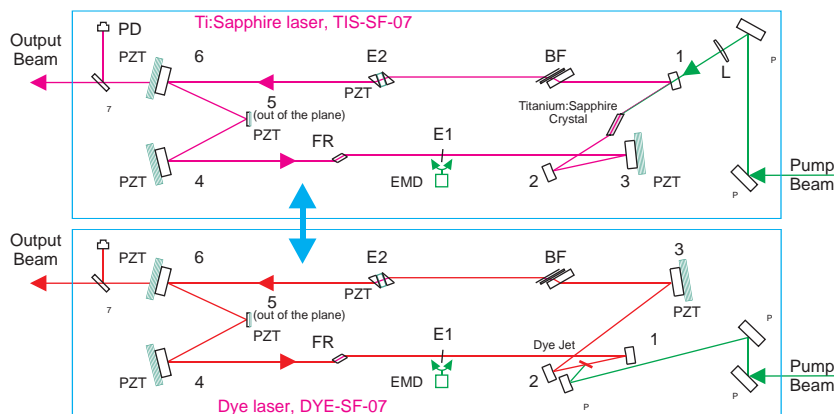 Ti:Sapphire laser, TIS-SF-07
Output
Beam
PD
PZT
6
E2
PZT
BF
1
L
P
7
5
(out of the plane)
PZT
Titanium:Sapphire
Crystal
PZT
4
FR
E1
EMD
2
3
PZT
P
Pump
Beam
Output
Beam
PZT
6
E2
PZT
BF
3
PZT
7
5
(out of the plane)
PZT
P
Dye Jet
1
PZT
4
FR
E1
EMD
2
P
P
Pump
Beam
Dye laser, DYE-SF-07